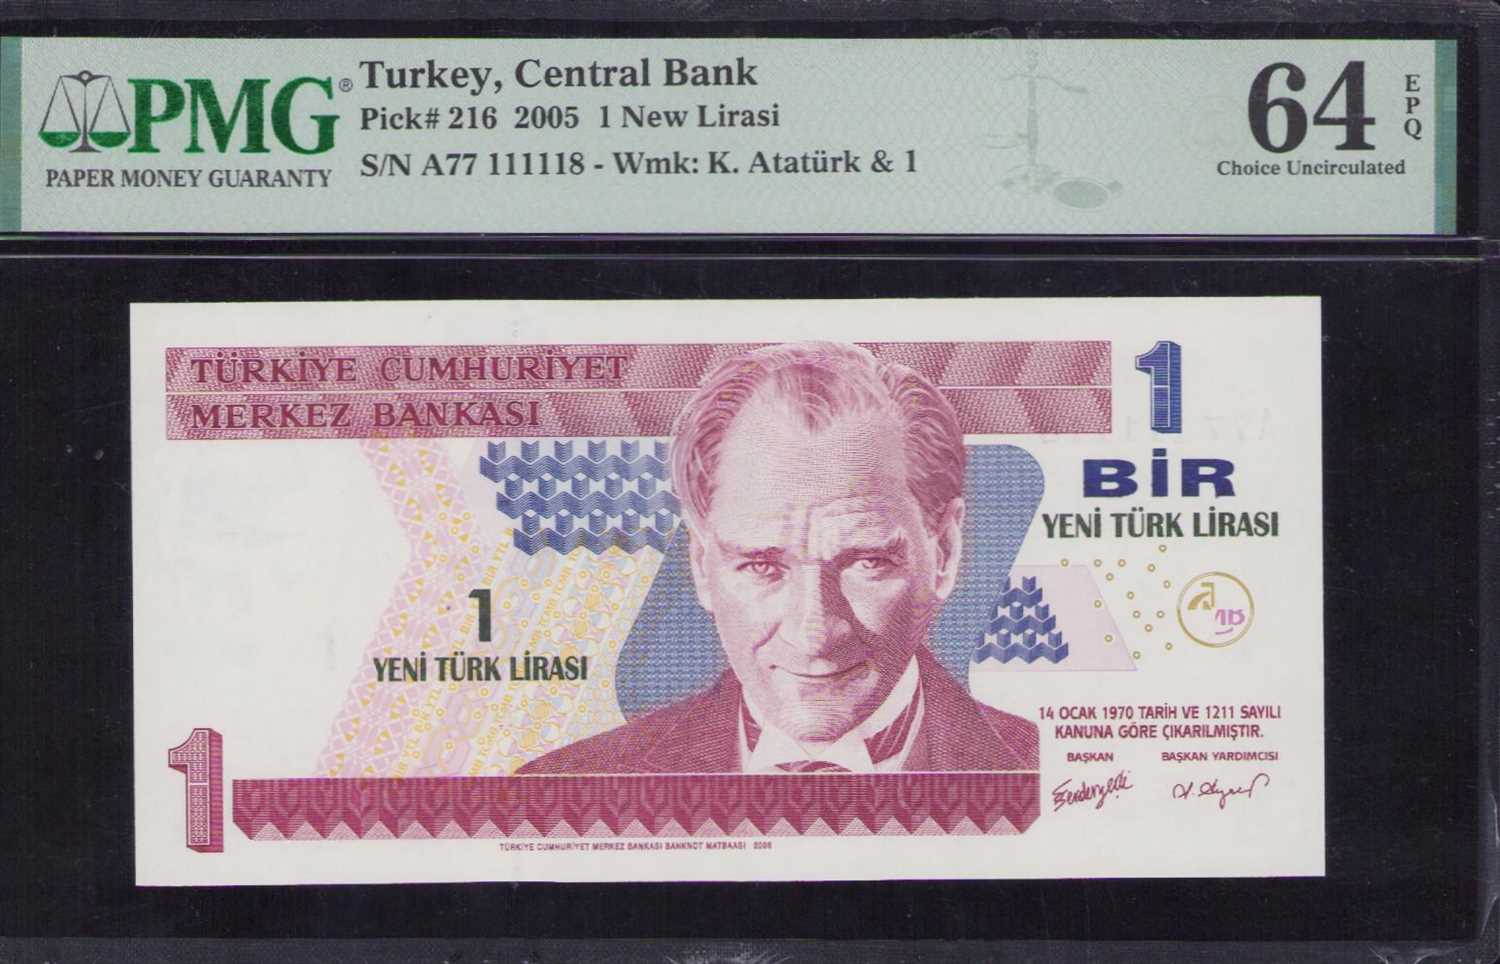 PMG®
PAPER MONEY GUARANTY
Turkey, Central Bank
Pick# 216 2005 1 New Lirasi
S/N A77 111118 - Wmk: K. Atatürk & 1
64
EPQ
Choice Uncirculated
TÜRKİYE CUMHURİYET
MERKEZ BANKASI
1
BİR
YENİ TÜRK LİRASI
1
YENİ TÜRK LİRASI
14 OCAK 1970 TARİH VE 1211 SAYILI
KANUNA GÖRE ÇIKARILMIŞTIR.
BAŞKAN BAŞKAN YARDIMCISI
1
TÜRKİYE CUMHURİYET MERKEZ BANKASI BANKNOT MATBAASI 2005